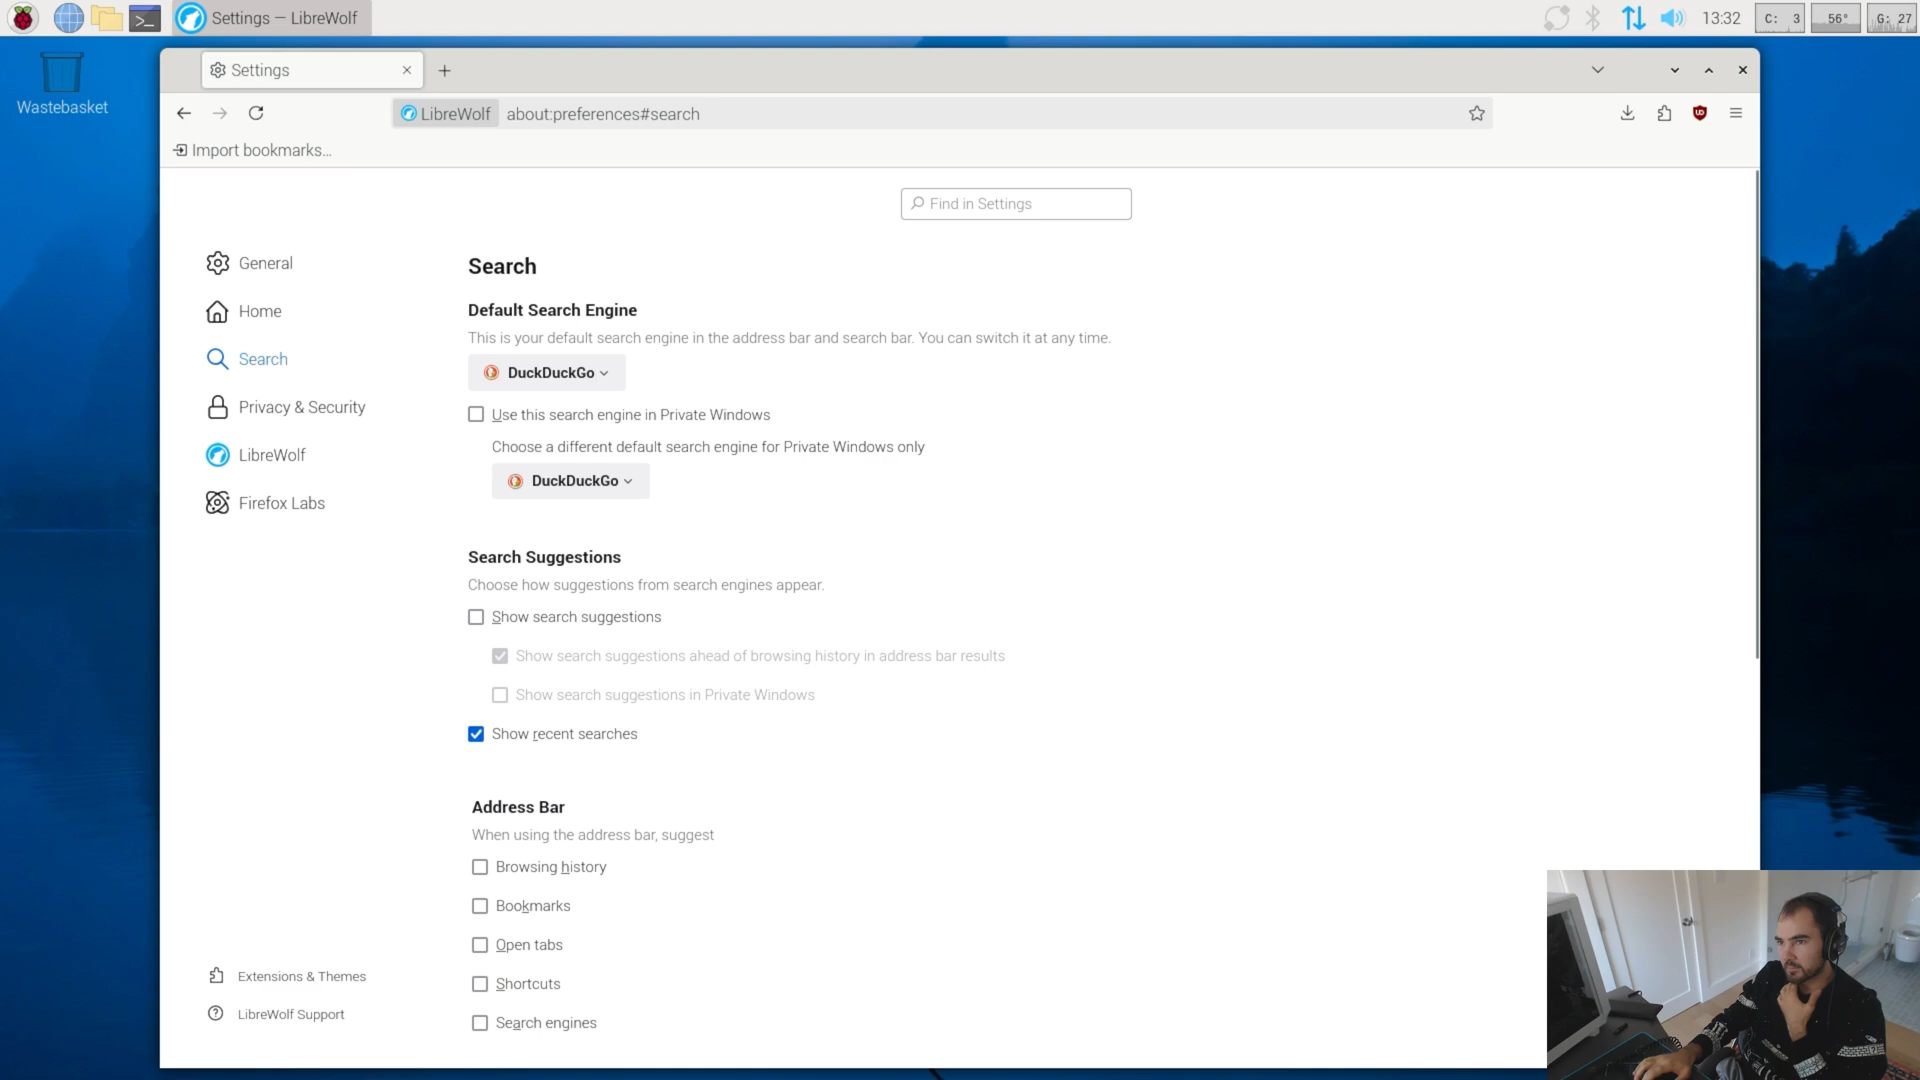 Settings — LibreWolf
13:32
C: 3
56°
G: 27
Wastebasket
Settings
LibreWolf
about:preferences#search
Import bookmarks...
Find in Settings
General
Home
Search
Privacy & Security
LibreWolf
Firefox Labs
Extensions & Themes
LibreWolf Support
Search
Default Search Engine
This is your default search engine in the address bar and search bar. You can switch it at any time.
DuckDuckGo
Use this search engine in Private Windows
Choose a different default search engine for Private Windows only
DuckDuckGo
Search Suggestions
Choose how suggestions from search engines appear.
Show search suggestions
Show search suggestions ahead of browsing history in address bar results
Show search suggestions in Private Windows
Show recent searches
Address Bar
When using the address bar, suggest
Browsing history
Bookmarks
Open tabs
Shortcuts
Search engines